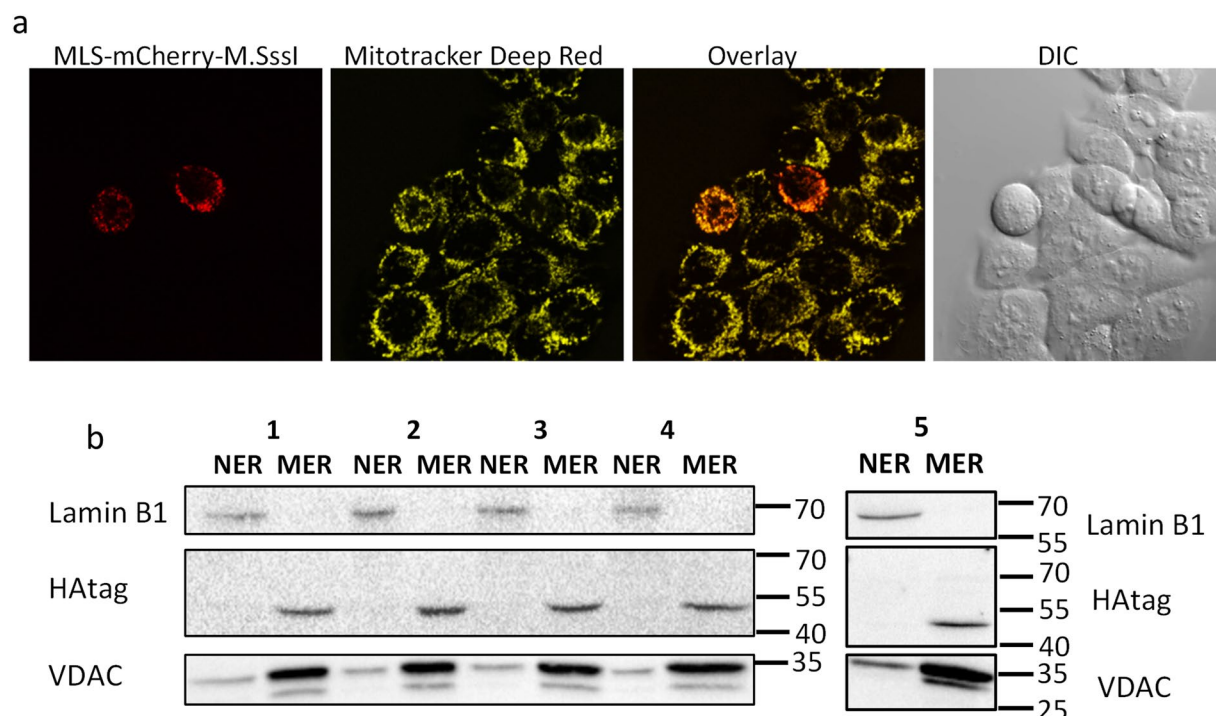 a
MLS-mCherry-M.SssI Mitotracker Deep Red Overlay DIC
b
1 2 3 4 5
NER MER NER MER NER MER NER MER NER MER
Lamin B1 70 70 55 Lamin B1
HAtag 70 55 40 70 55 40 HAtag
VDAC 35 35 25 VDAC